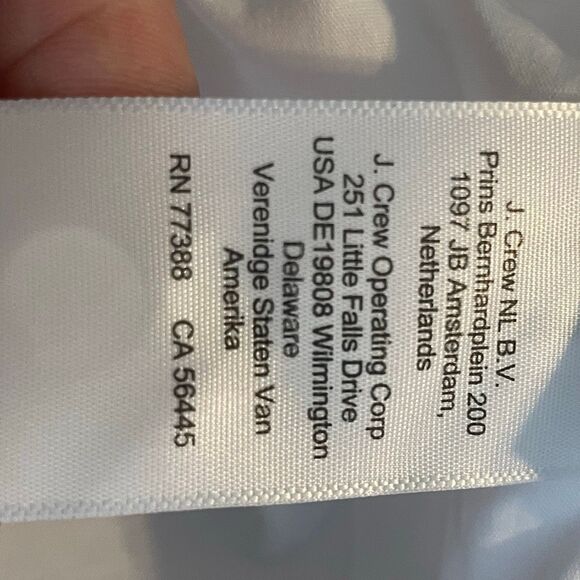 J. Crew NL B.V.
Prins Bernhardplein 200
1097 JB Amsterdam,
Netherlands
J. Crew Operating Corp
251 Little Falls Drive
USA DE19808 Wilmington
Delaware
Verenidge Staten Van
Amerika
RN 77388 CA 56445